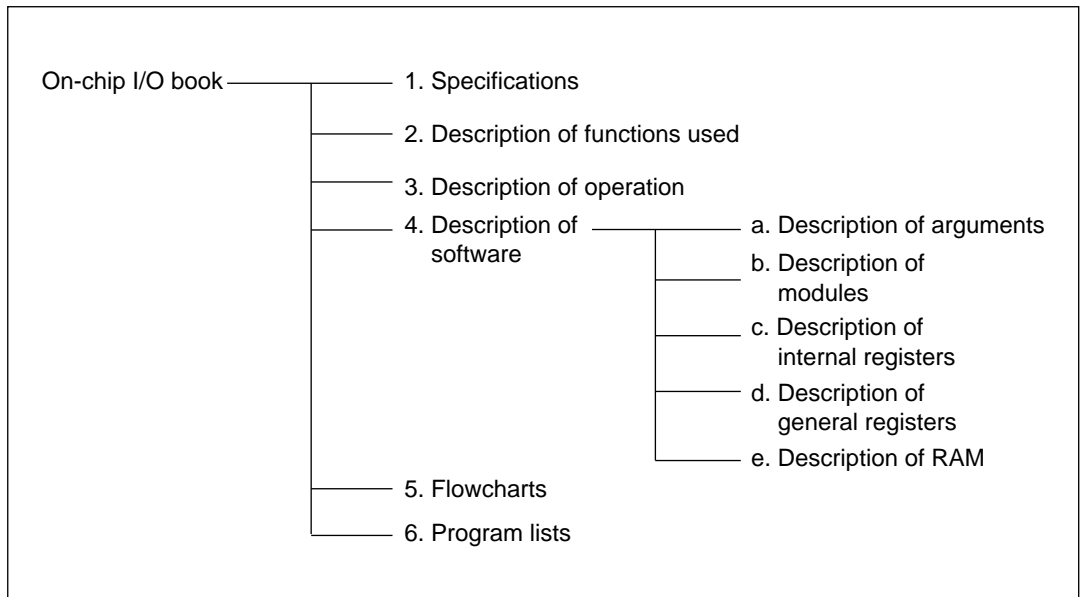 On-chip I/O book
1. Specifications
2. Description of functions used
3. Description of operation
4. Description of
software
a. Description of arguments
b. Description of
modules
c. Description of
internal registers
d. Description of
general registers
e. Description of RAM
5. Flowcharts
6. Program lists